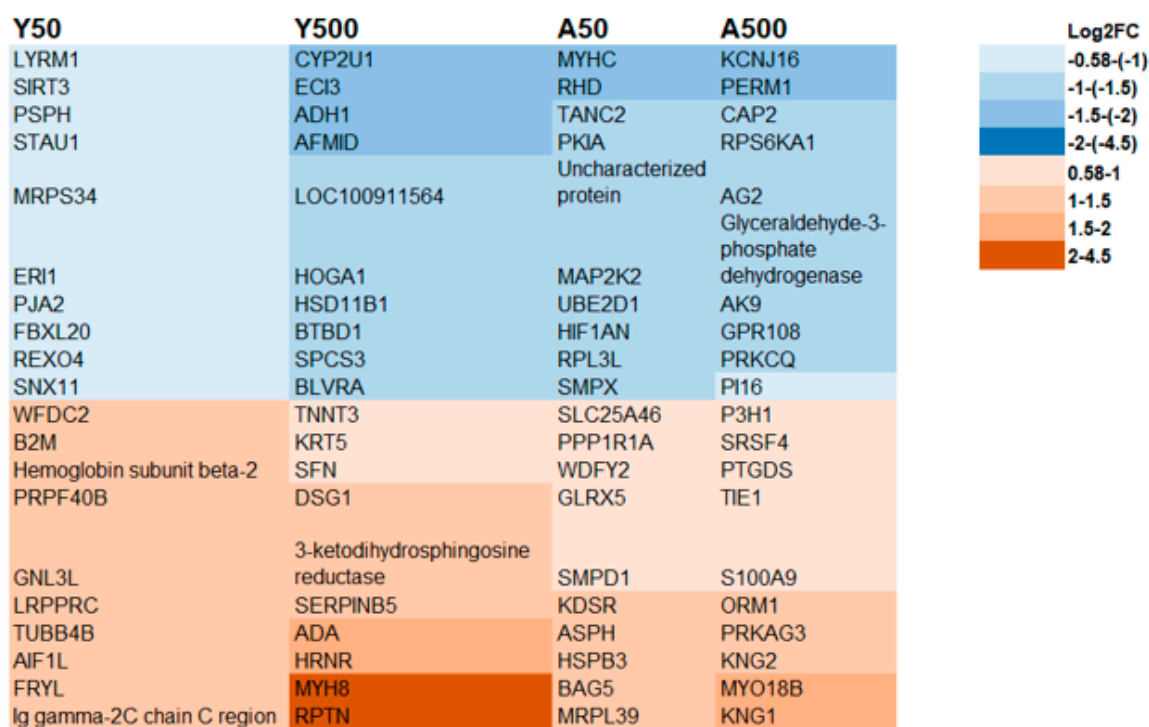 Y50 Y500 A50 A500 Log2FC
LYRM1 CYP2U1 MYHC KCNJ16 -0.58-(-1)
SIRT3 ECI3 RHD PERM1 -1-(-1.5)
PSPH ADH1 TANC2 CAP2 -1.5-(-2)
STAU1 AFMID PKIA RPS6KA1 -2-(-4.5)
Uncharacterized 0.58-1
MRPS34 LOC100911564 protein AG2 1-1.5
Glyceraldehyde-3- 1.5-2
phosphate 2-4.5
ERI1 HOGA1 MAP2K2 dehydrogenase
PJA2 HSD11B1 UBE2D1 AK9
FBXL20 BTBD1 HIF1AN GPR108
REXO4 SPCS3 RPL3L PRKCQ
SNX11 BLVRA SMPX PI16
WFDC2 TNNT3 SLC25A46 P3H1
B2M KRT5 PPP1R1A SRSF4
Hemoglobin subunit beta-2 SFN WDFY2 PTGDS
PRPF40B DSG1 GLRX5 TIE1
3-ketodihydrosphingosine
GNL3L reductase SMPD1 S100A9
LRPPRC SERPINB5 KDSR ORM1
TUBB4B ADA ASPH PRKAG3
AIF1L HRNR HSPB3 KNG2
FRYL MYH8 BAG5 MYO18B
Ig gamma-2C chain C region RPTN MRPL39 KNG1